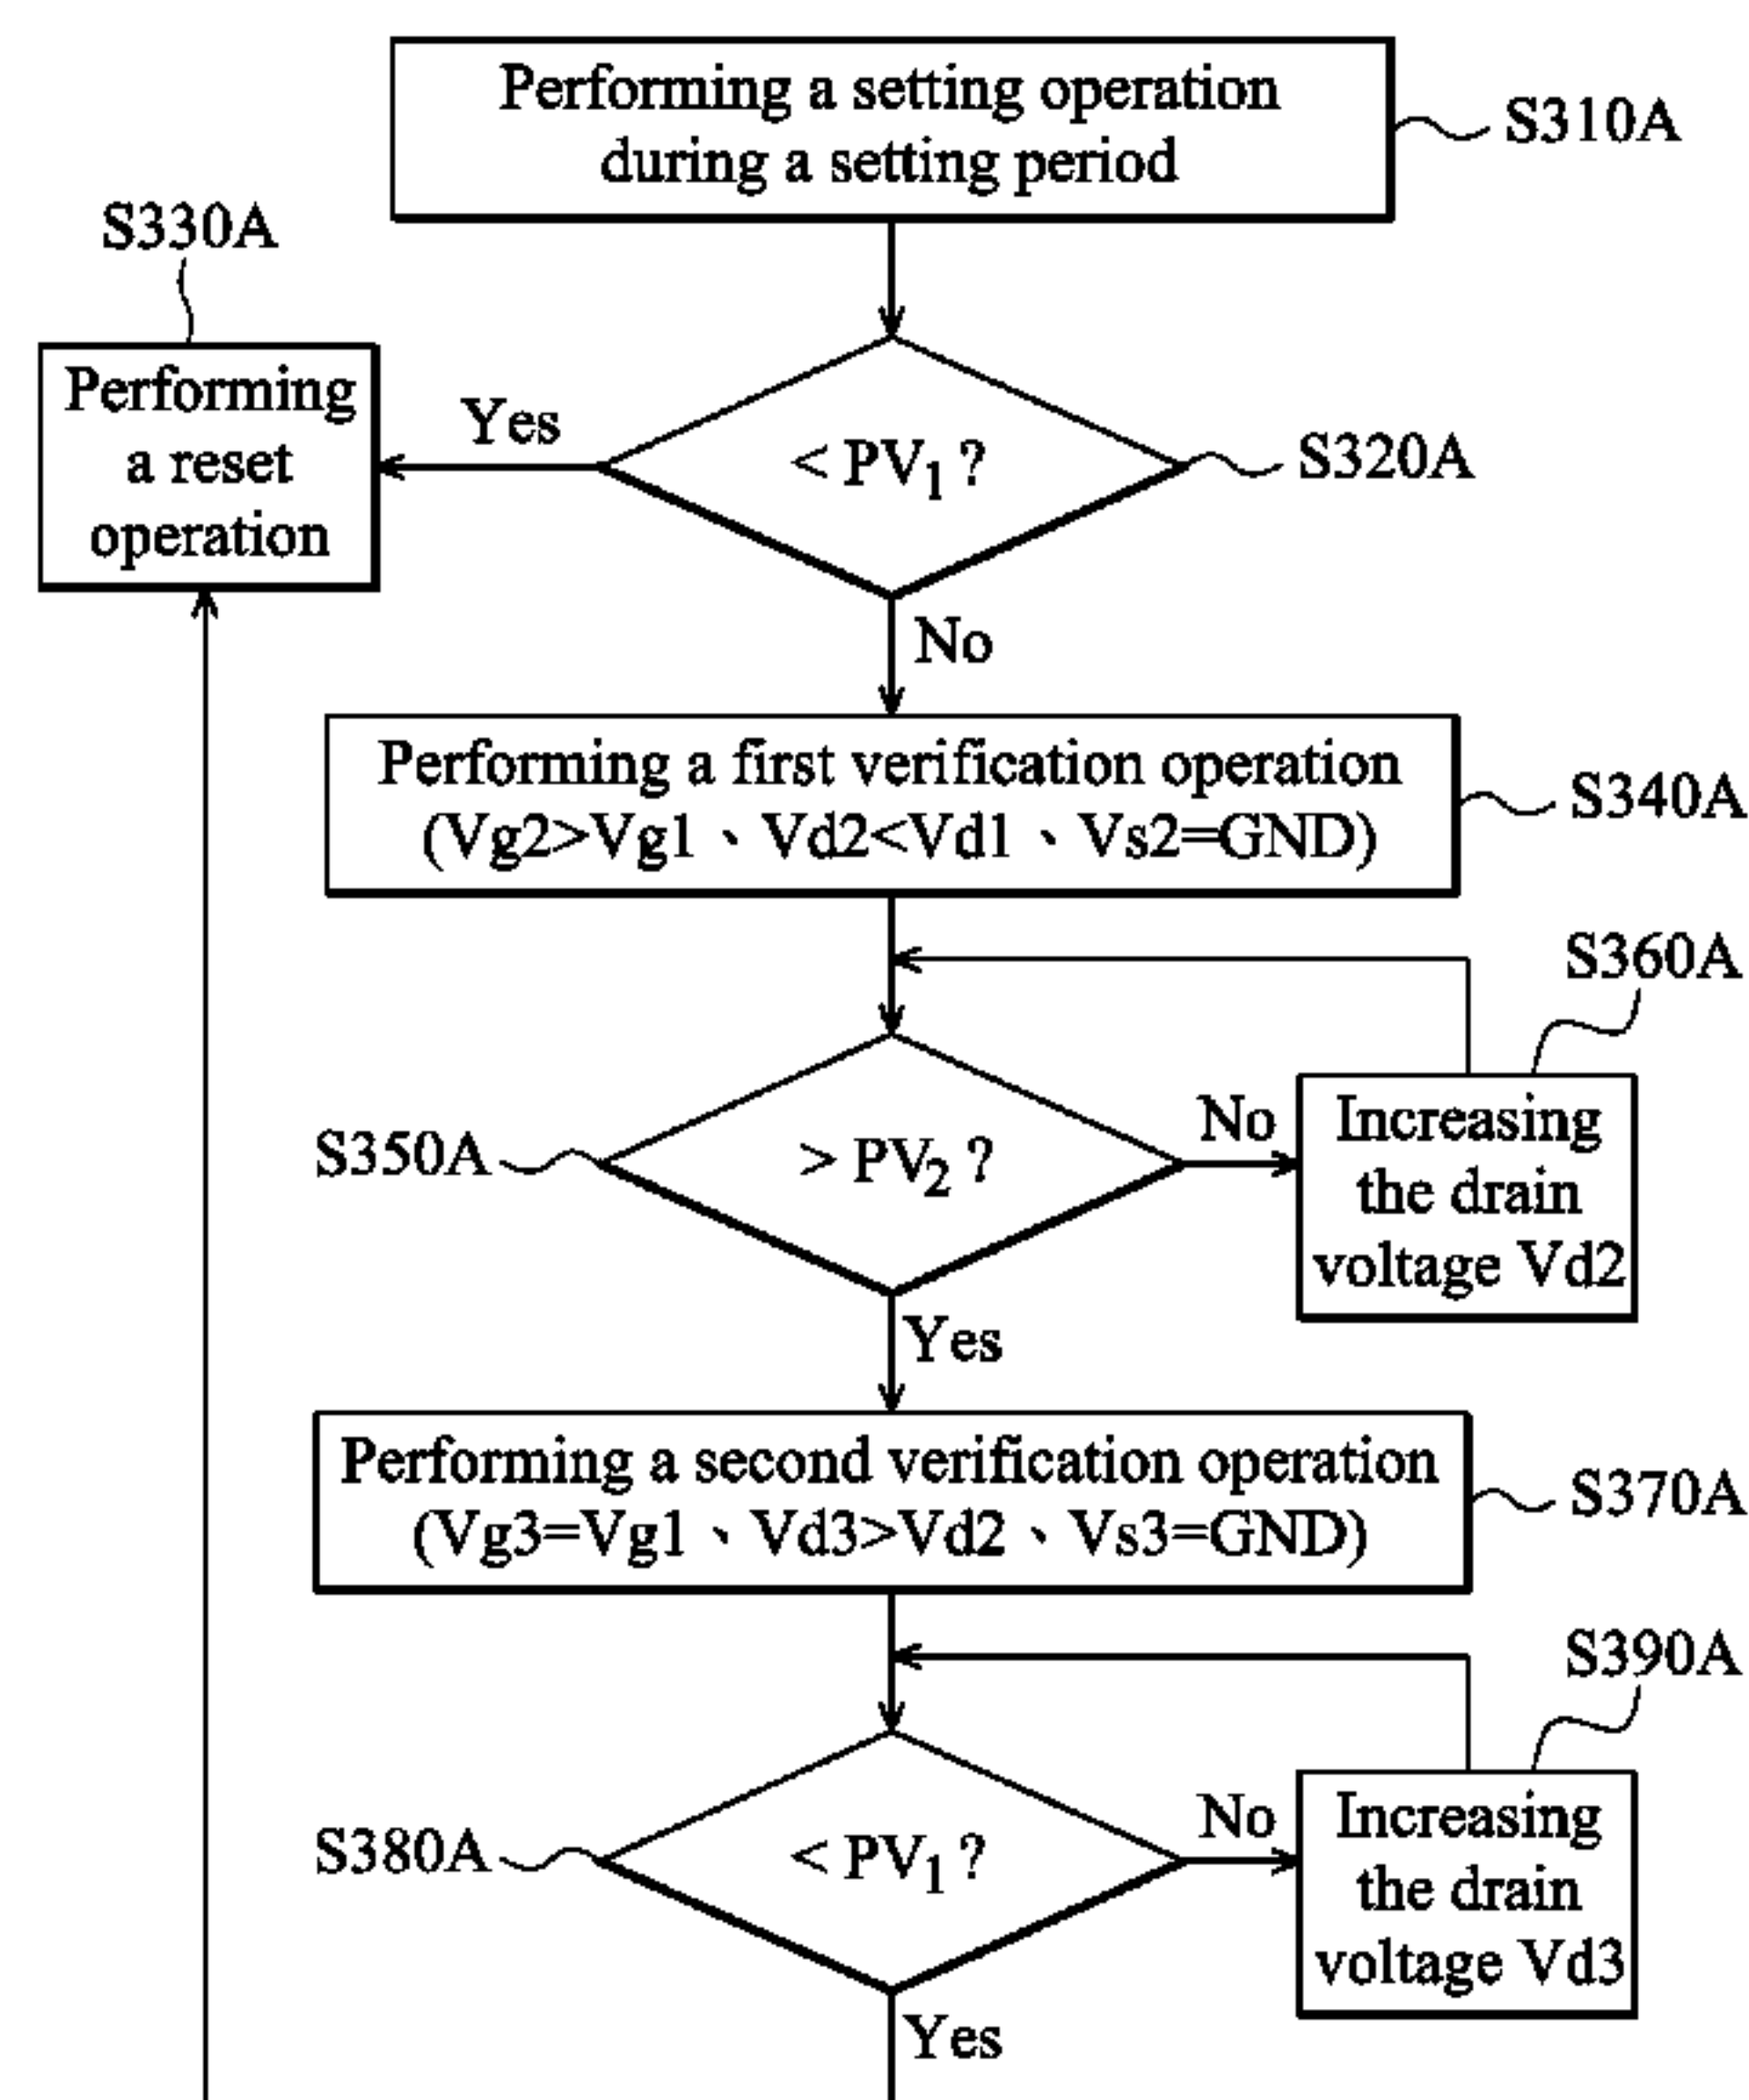 Performing a setting operation
during a setting period
S310A
S330A
Performing
a reset
operation
Yes
< PV₁ ?
S320A
No
Performing a first verification operation
(Vg2>Vg1、Vd2<Vd1、Vs2=GND)
S340A
S360A
S350A
> PV₂ ?
No
Increasing
the drain
voltage Vd2
Yes
Performing a second verification operation
(Vg3=Vg1、Vd3>Vd2、Vs3=GND)
S370A
S390A
S380A
< PV₁ ?
No
Increasing
the drain
voltage Vd3
Yes